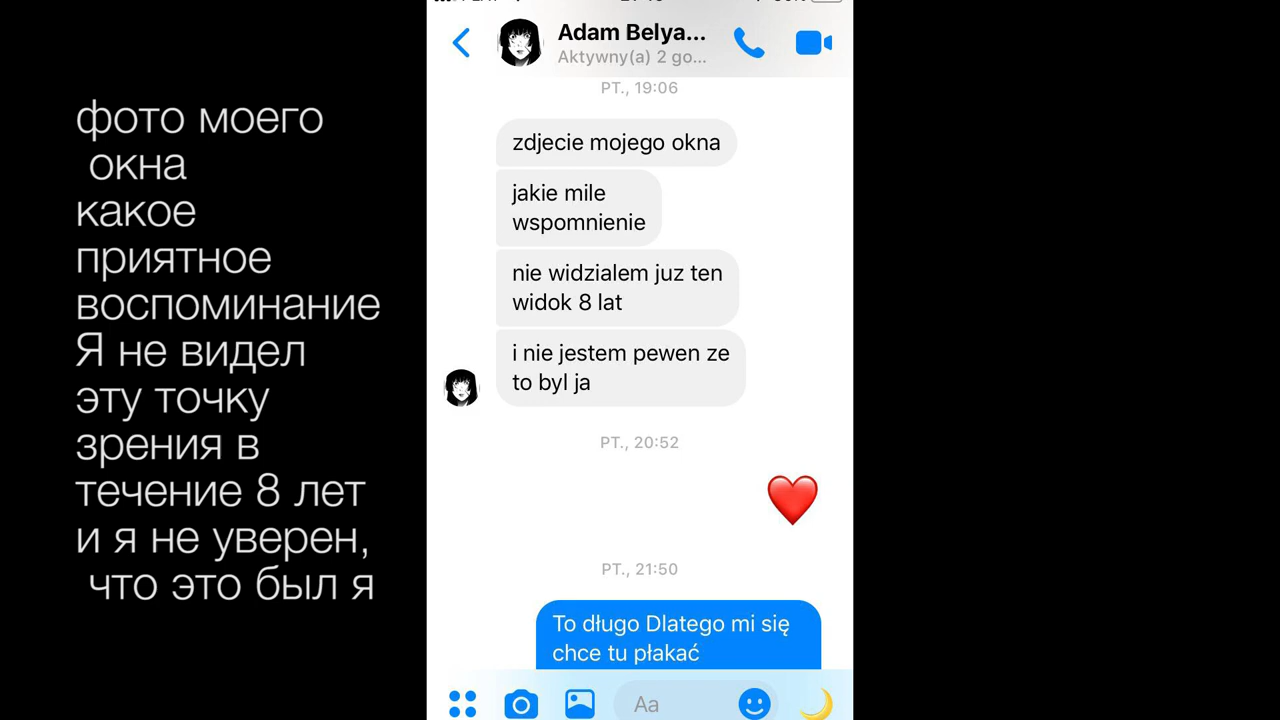 фото моего
окна
какое
приятное
воспоминание
Я не видел
эту точку
зрения в
течение 8 лет
и я не уверен,
что это был я
Adam Belya...
Aktywny(a) 2 go...
PT., 19:06
zdjecie mojego okna
jakie mile
wspomnienie
nie widzialem juz ten
widok 8 lat
i nie jestem pewen ze
to byl ja
PT., 20:52
PT., 21:50
To długo Dlatego mi się
chce tu płakać
Aa